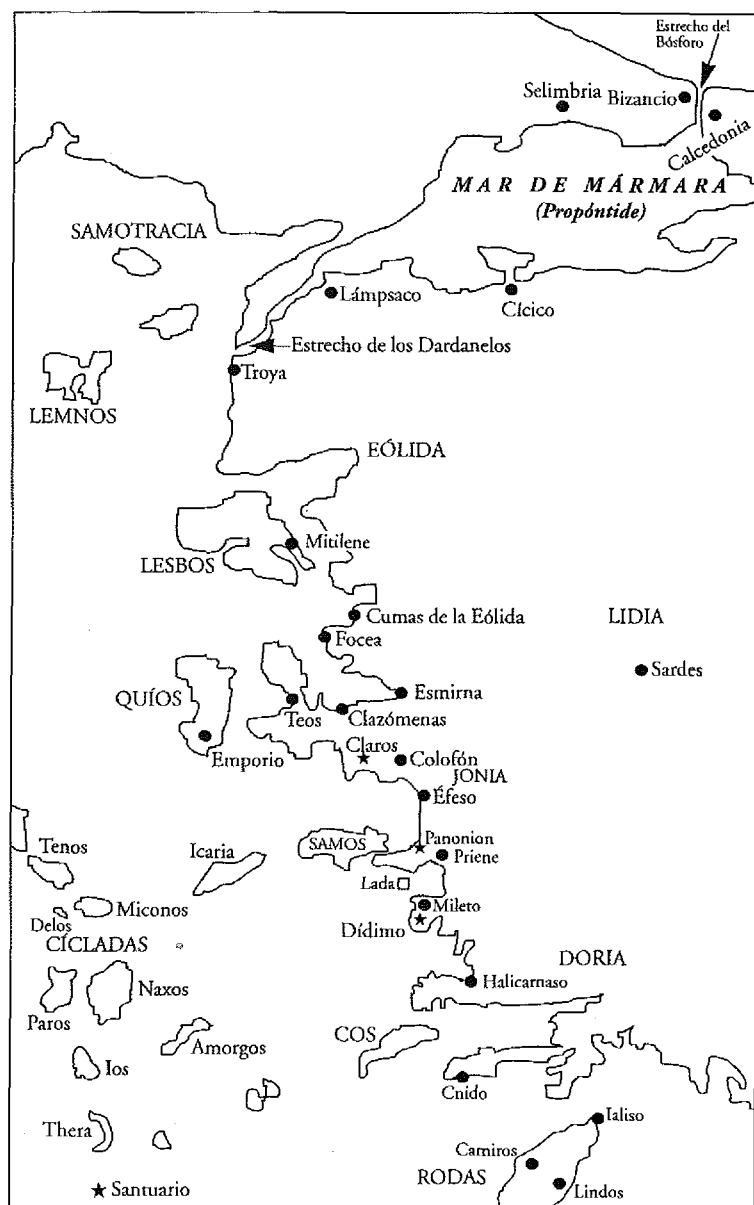 Estrecho del
Bósforo
Selimbria
Bizancio
Calcedonia
MAR DE MÁRMARA
(Propóntide)
SAMOTRACIA
Lámpsaco
Cícico
Estrecho de los Dardanelos
Troya
LEMNOS
EÓLIDA
Mitilene
LESBOS
Cumas de la Eólida
LIDIA
Focea
Sardes
Esmirna
QUÍOS
Teos
Clazómenas
Claros
Emporio
Colofón
JONIA
Éfeso
Tenos
Icaria
SAMOS
Panonion
Priene
Lada
Miconos
Mileto
Delos
Dídimo
CÍCLADAS
DORIA
Naxos
Halicarnaso
Paros
COS
Amorgos
Ios
Cnido
Thera
Ialiso
Camiros
RODAS
Lindos
★ Santuario